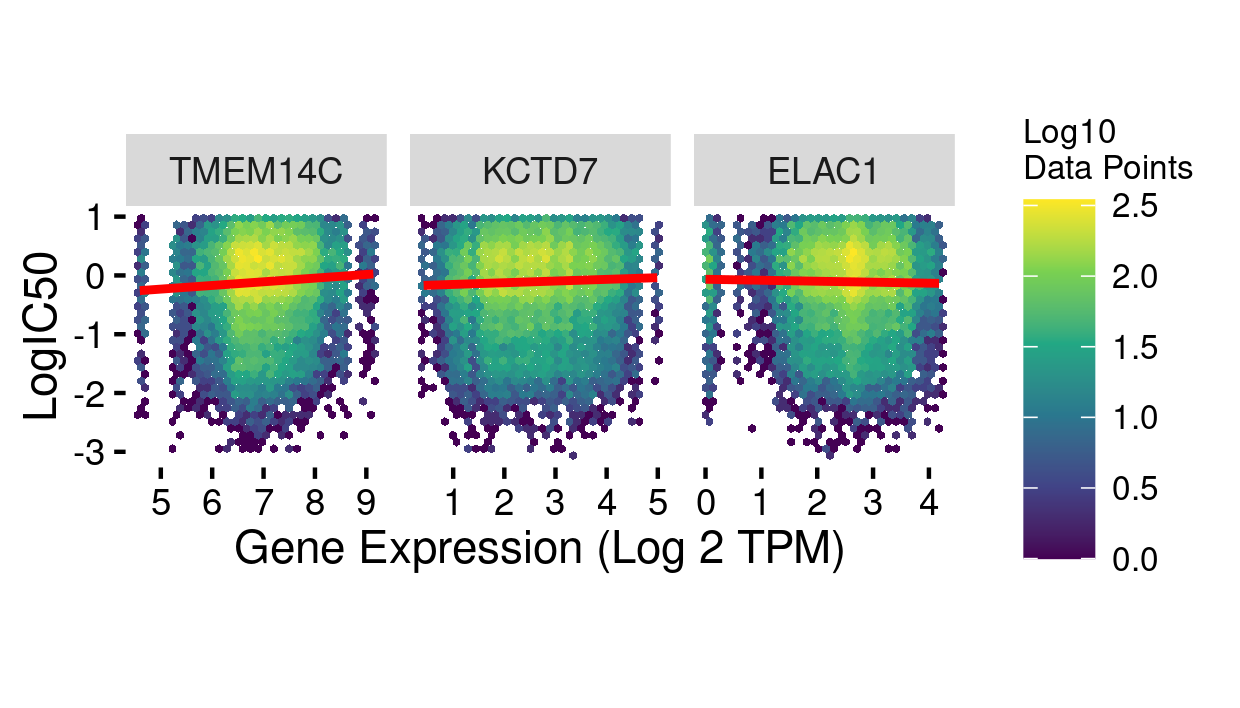 TMEM14C KCTD7 ELAC1
LogIC50
1
0
-1
-2
-3
5 6 7 8 9
1 2 3 4 5
0 1 2 3 4
Gene Expression (Log 2 TPM)
Log10
Data Points
2.5
2.0
1.5
1.0
0.5
0.0